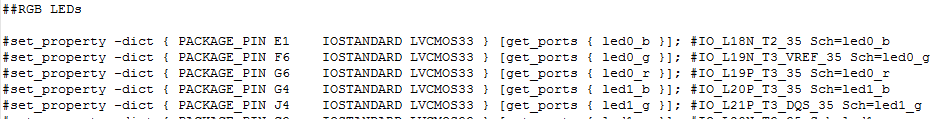 ##RGB LEDs
#set_property -dict { PACKAGE_PIN E1    IOSTANDARD LVCMOS33 } [get_ports { led0_b }]; #IO_L18N_T2_35 Sch=led0_b
#set_property -dict { PACKAGE_PIN F6    IOSTANDARD LVCMOS33 } [get_ports { led0_g }]; #IO_L19N_T3_VREF_35 Sch=led0_g
#set_property -dict { PACKAGE_PIN G6    IOSTANDARD LVCMOS33 } [get_ports { led0_r }]; #IO_L19P_T3_35 Sch=led0_r
#set_property -dict { PACKAGE_PIN G4    IOSTANDARD LVCMOS33 } [get_ports { led1_b }]; #IO_L20P_T3_35 Sch=led1_b
#set_property -dict { PACKAGE_PIN J4    IOSTANDARD LVCMOS33 } [get_ports { led1_g }]; #IO_L21P_T3_DQS_35 Sch=led1_g